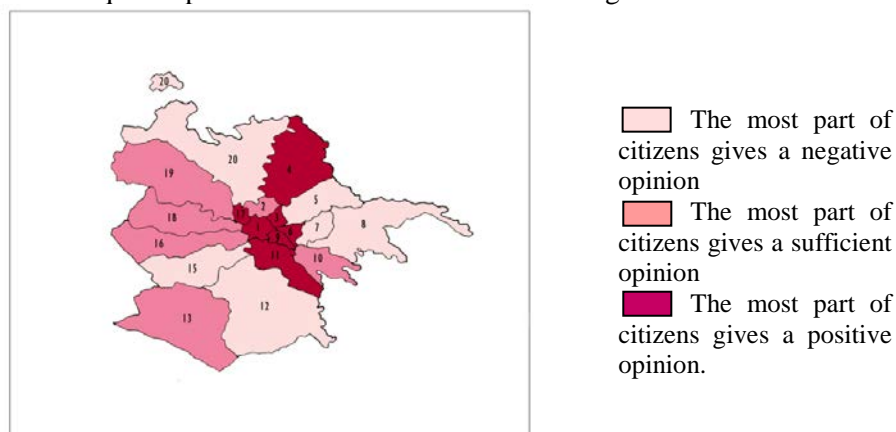 20
20
19
4
2
5
18
17
3
1
6
7
8
9
16
11
10
15
12
13
The most part of
citizens gives a negative
opinion
The most part of
citizens gives a sufficient
opinion
The most part of
citizens gives a positive
opinion.